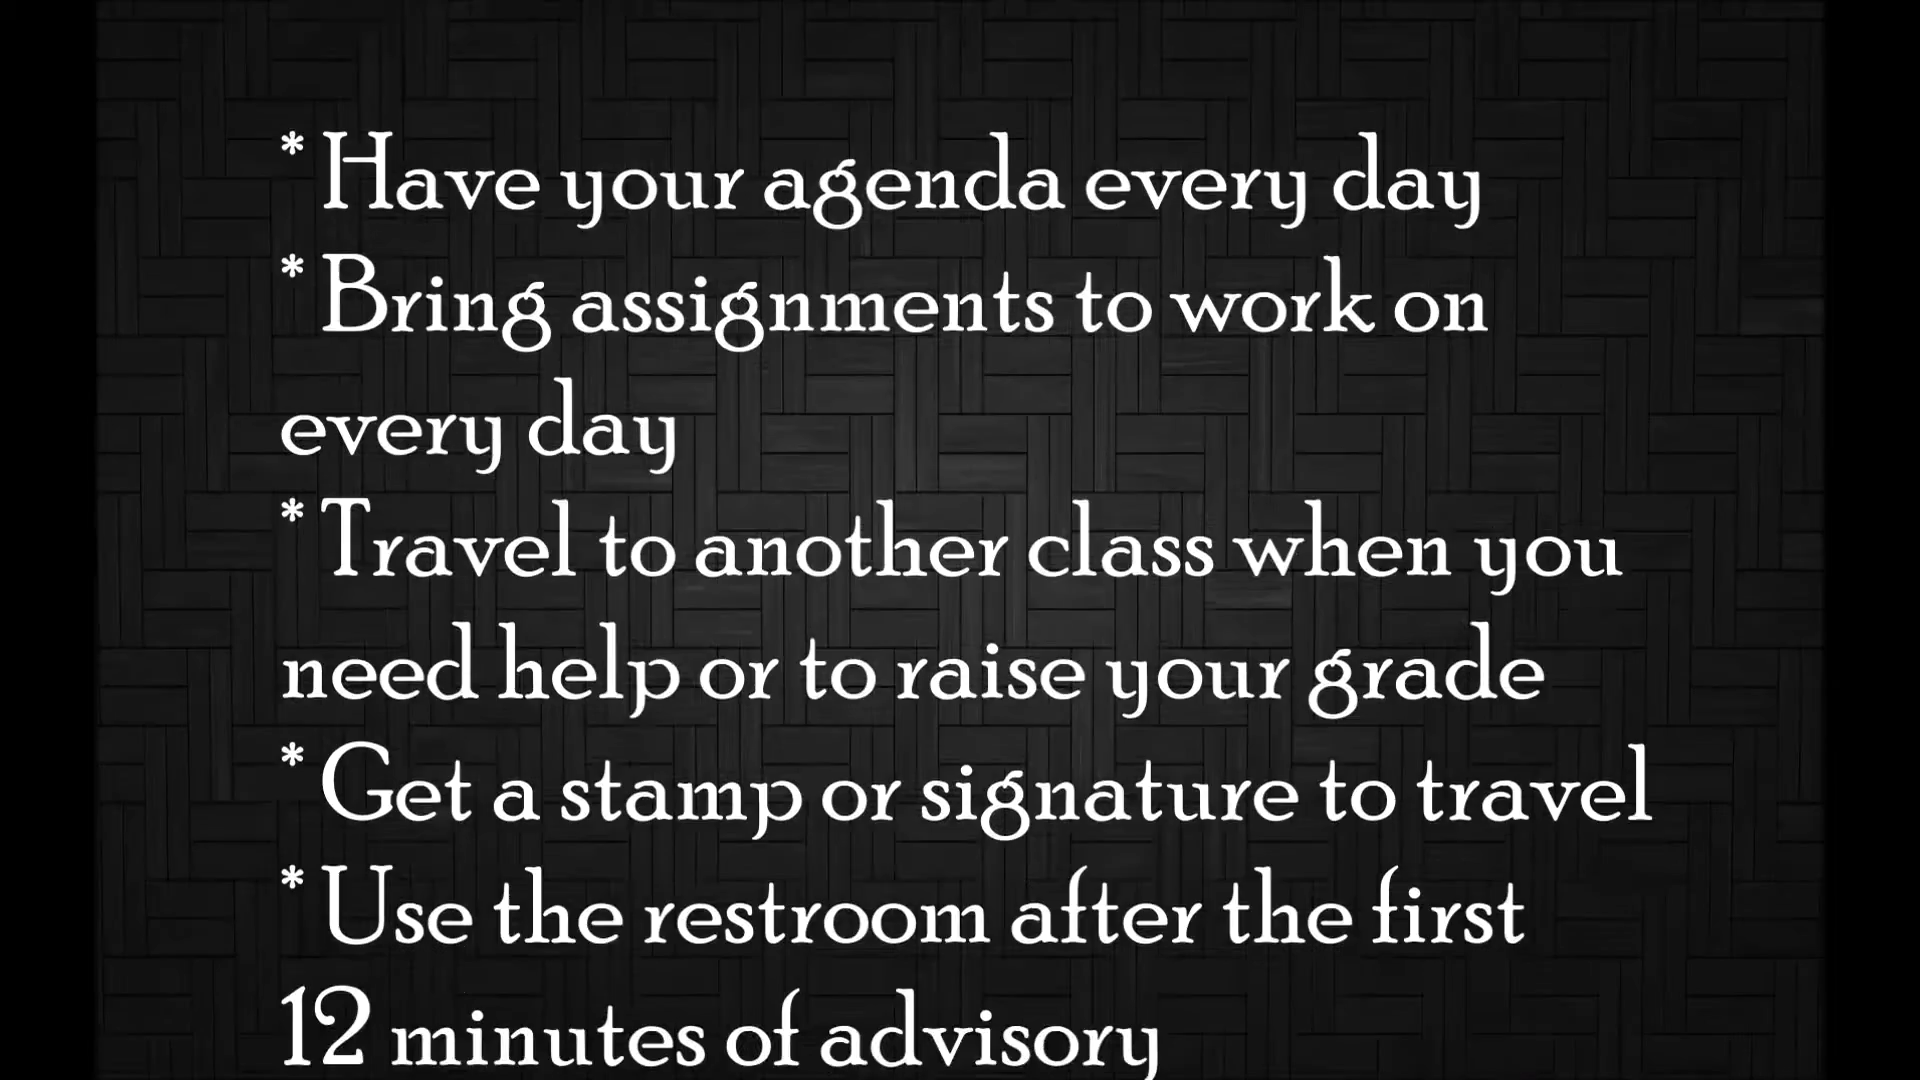 * Have your agenda every day
* Bring assignments to work on
every day
* Travel to another class when you
need help or to raise your grade
* Get a stamp or signature to travel
* Use the restroom after the first
12 minutes of advisory